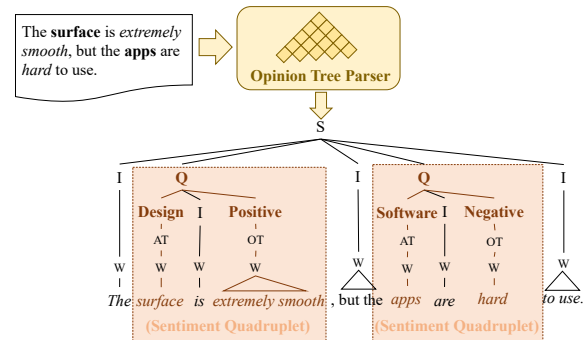 The surface is extremely
smooth, but the apps are
hard to use.
Opinion Tree Parser
S
I Q I Q I
Design I Positive Software I Negative
AT OT AT OT
W W W W W W W W W
The surface is extremely smooth , but the apps are hard to use.
(Sentiment Quadruplet) (Sentiment Quadruplet)